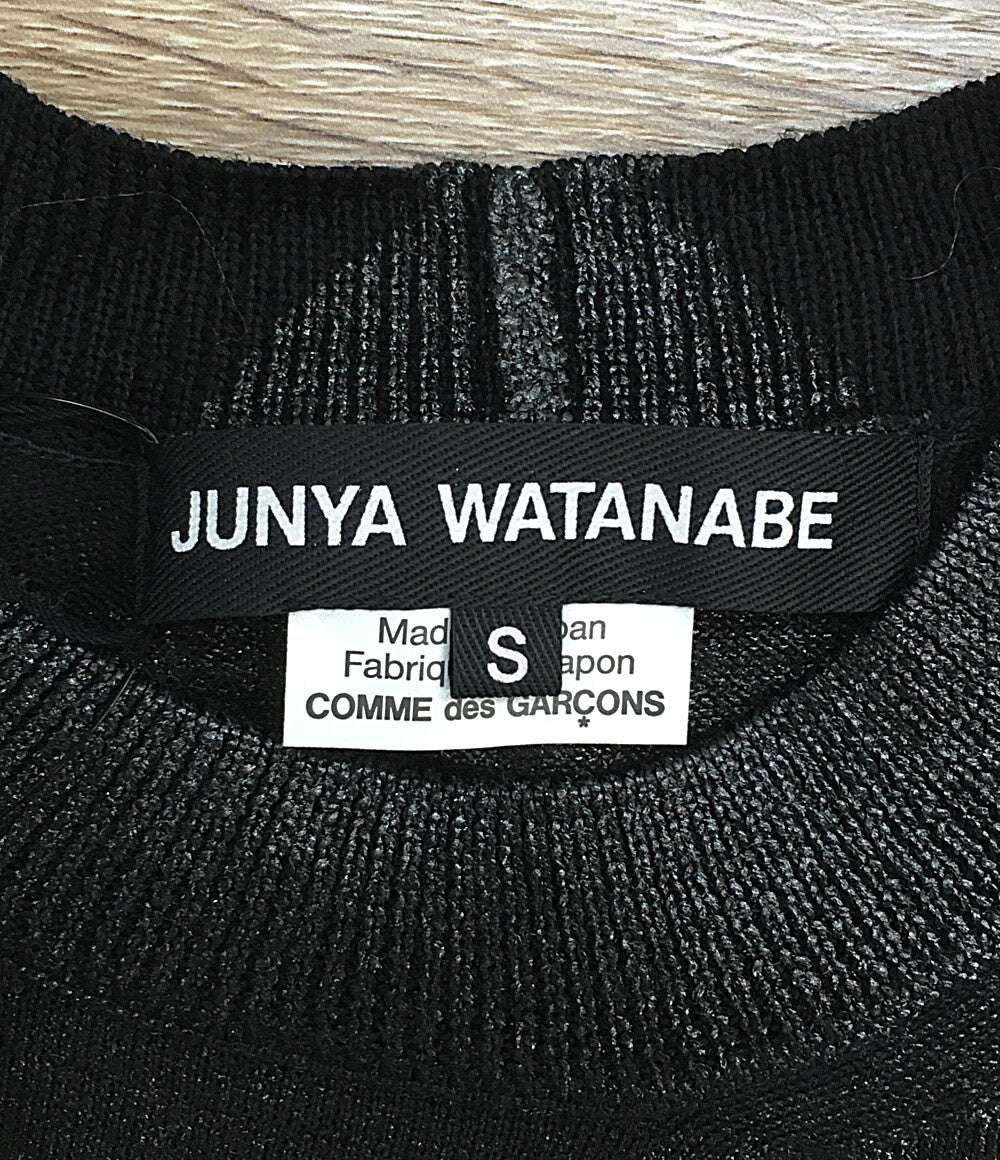 JUNYA WATANABE
S
Mad pan
Fabriq apon
COMME des GARÇONS
*